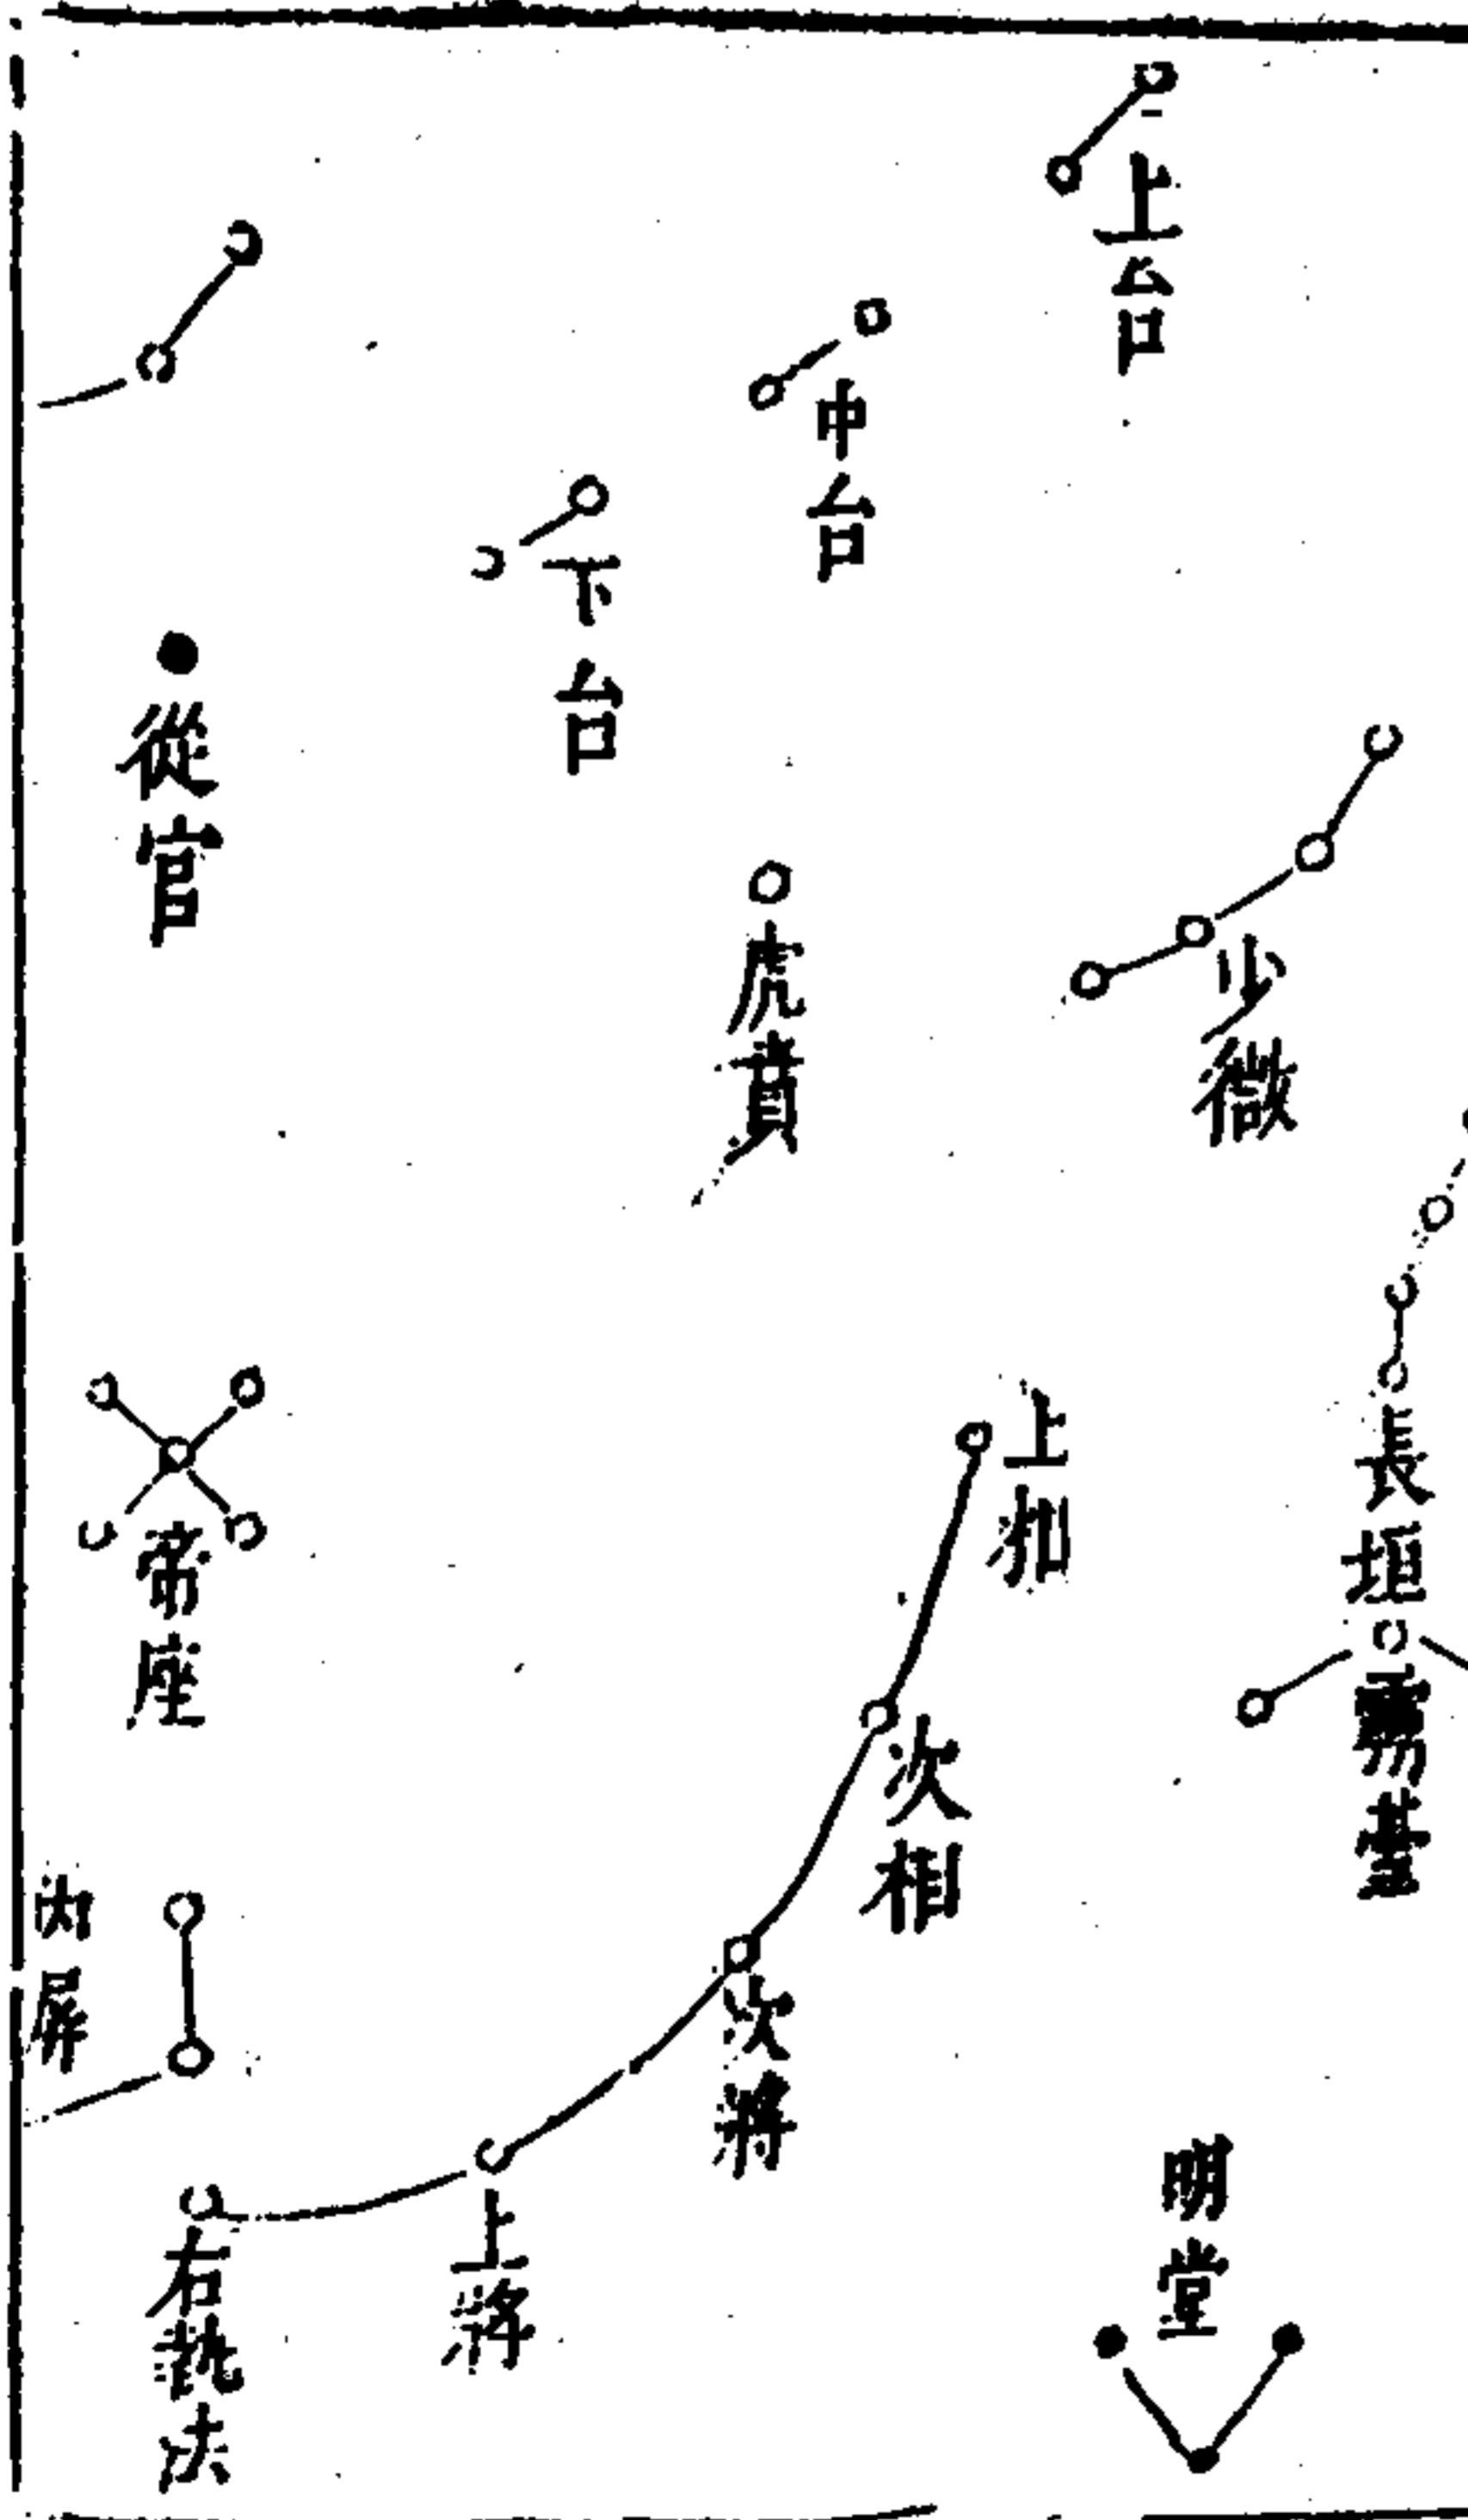 上台
中台
下台
從官
虎賁
少微
長垣
靈臺
上相
次相
次將
上將
右執法
帝座
內屏
明堂